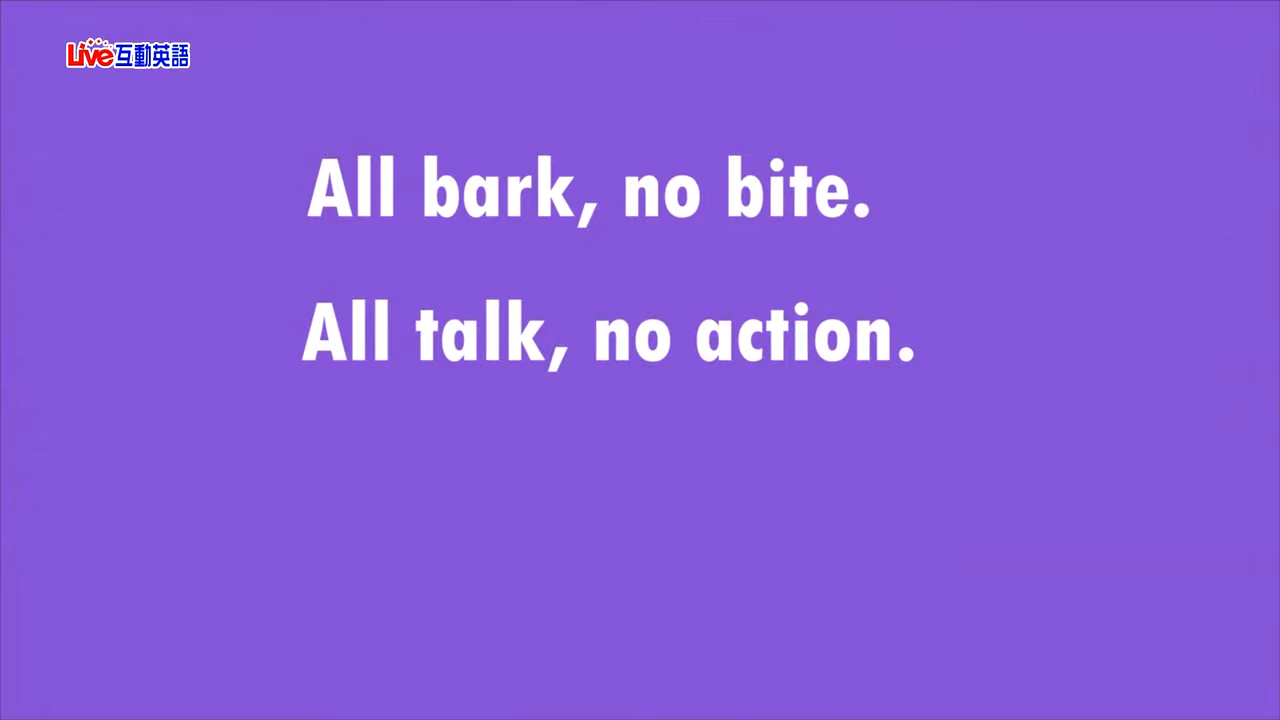 Live互動英語
All bark, no bite.
All talk, no action.